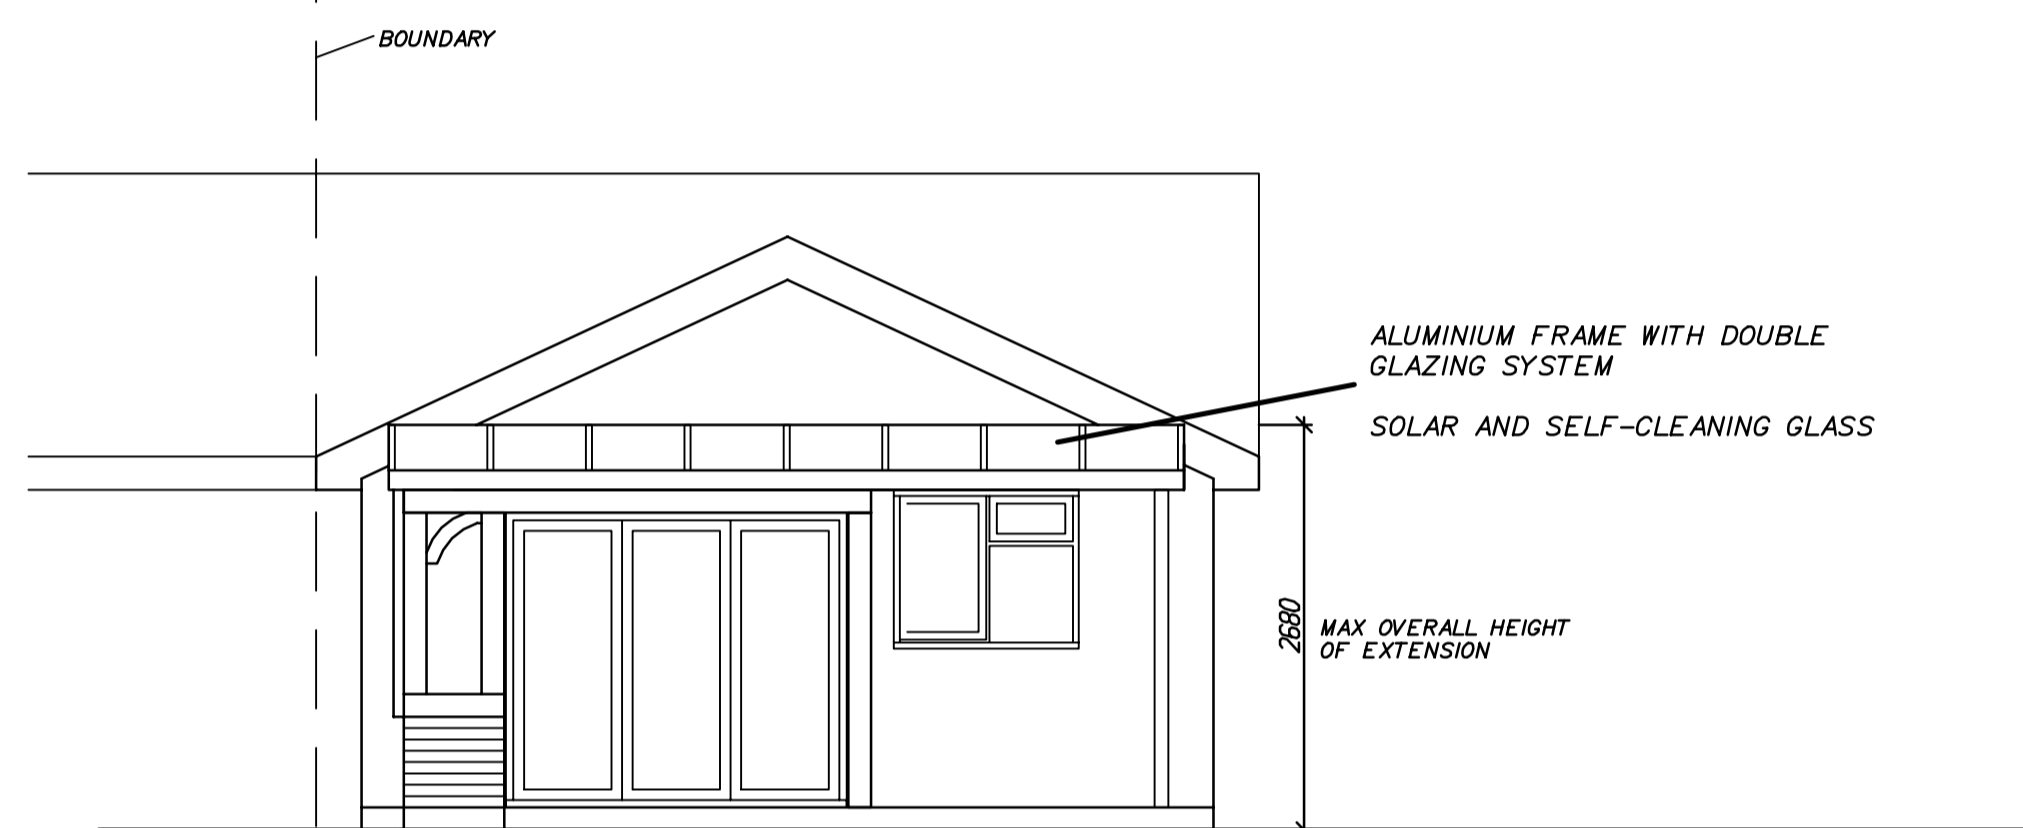 BOUNDARY
ALUMINIUM FRAME WITH DOUBLE
GLAZING SYSTEM
SOLAR AND SELF-CLEANING GLASS
2680
MAX OVERALL HEIGHT
OF EXTENSION